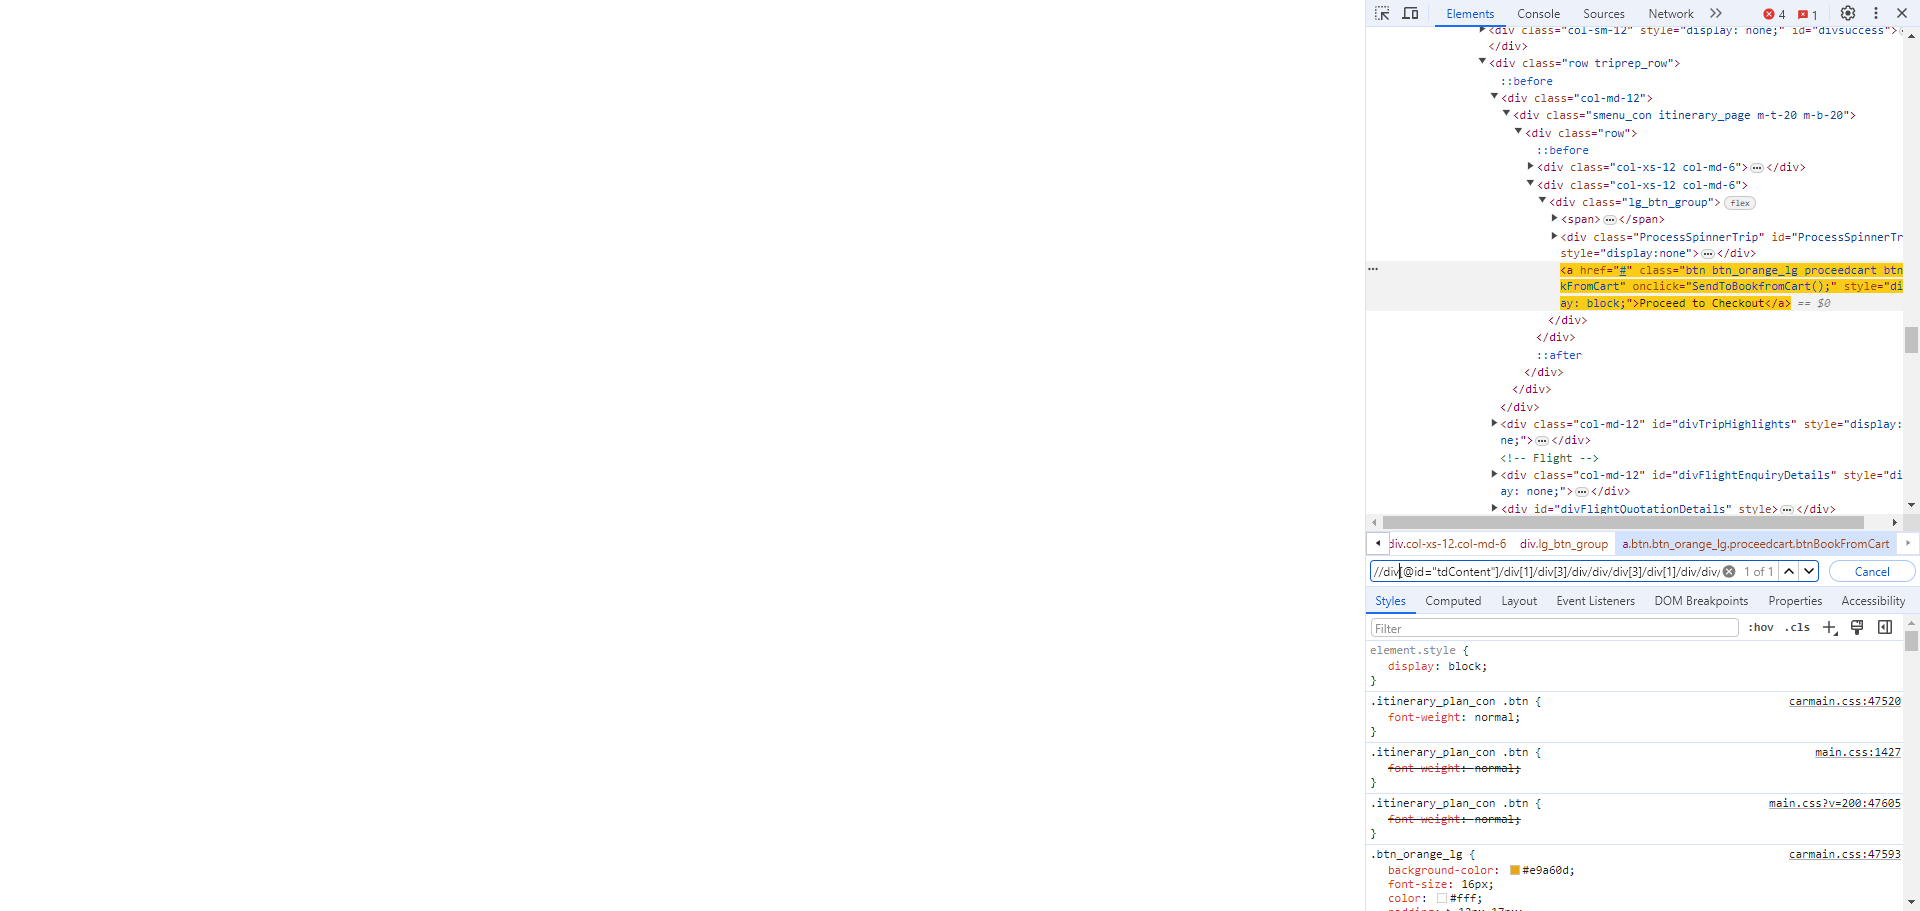 Elements Console Sources Network 4 1
<div class="col-sm-12" style="display: none;" id="divsuccess">
</div>
<div class="row triprep_row">
::before
<div class="col-md-12">
<div class="smenu_con itinerary_page m-t-20 m-b-20">
<div class="row">
::before
<div class="col-xs-12 col-md-6"> </div>
<div class="col-xs-12 col-md-6">
<div class="lg_btn_group"> flex
<span> </span>
<div class="ProcessSpinnerTrip" id="ProcessSpinnerTr
style="display:none"> </div>
<a href="#" class="btn btn_orange_lg proceedcart btn
kFromCart" onclick="SendToBookfromCart();" style="di
ay: block;">Proceed to Checkout</a> == $0
</div>
</div>
::after
</div>
</div>
</div>
<div class="col-md-12" id="divTripHighlights" style="display:
ne;"> </div>
<!-- Flight -->
<div class="col-md-12" id="divFlightEnquiryDetails" style="di
ay: none;"> </div>
<div id="divFlightQuotationDetails" style> </div>
div.col-xs-12.col-md-6 div.lg_btn_group a.btn.btn_orange_lg.proceedcart.btnBookFromCart
//div[@id="tdContent"]/div[1]/div[3]/div/div/div[3]/div[1]/div/div/ 1 of 1 Cancel
Styles Computed Layout Event Listeners DOM Breakpoints Properties Accessibility
Filter :hov .cls
element.style {
display: block;
}
.itinerary_plan_con .btn { carmain.css:47520
font-weight: normal;
}
.itinerary_plan_con .btn { main.css:1427
font-weight: normal;
}
.itinerary_plan_con .btn { main.css?v=200:47605
font-weight: normal;
}
.btn_orange_lg { carmain.css:47593
background-color: #e9a60d;
font-size: 16px;
color: #fff;
padding: 12px 17px;